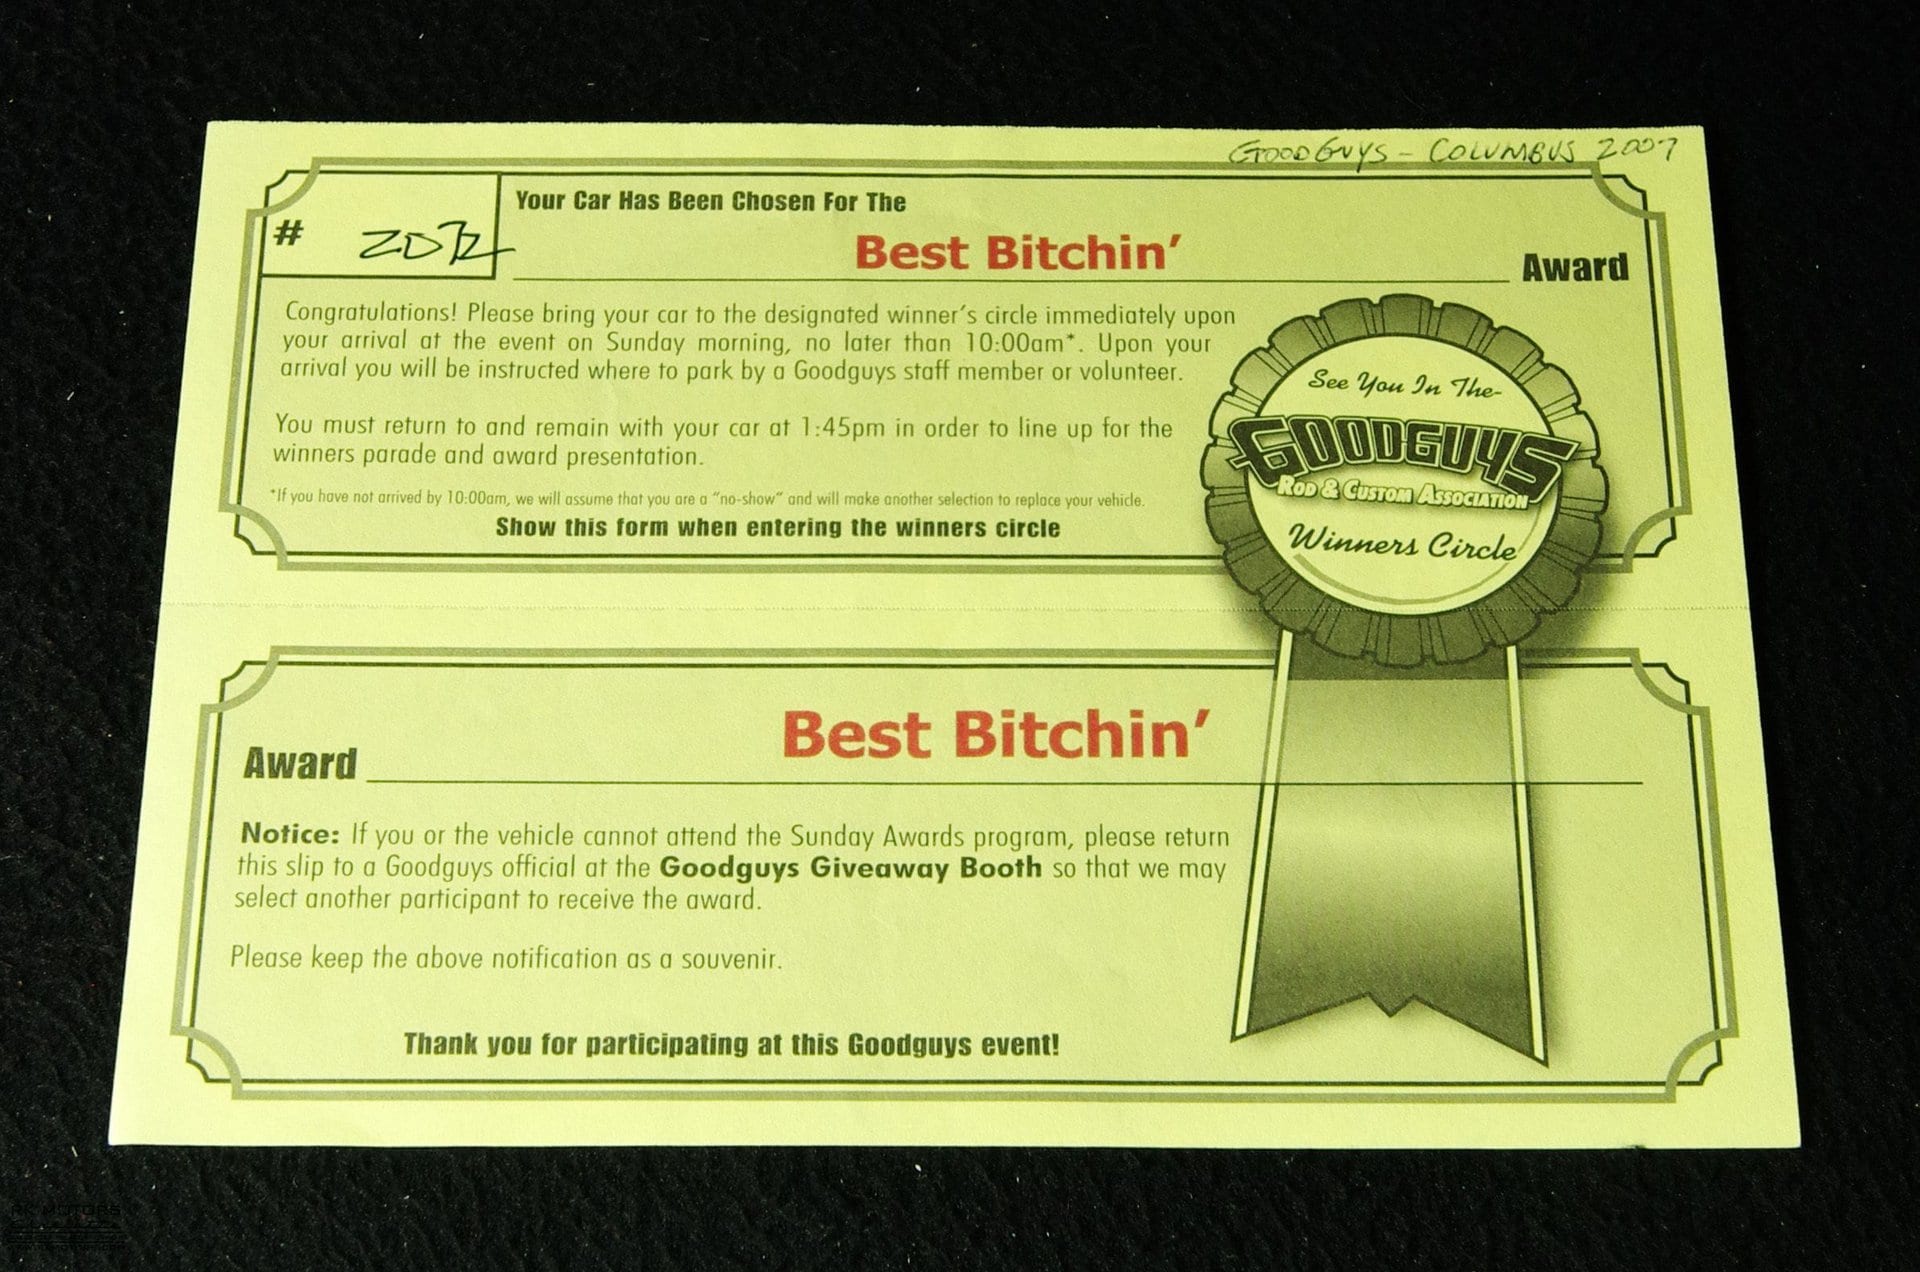 GOODGUYS - COLUMBUS 2007
Your Car Has Been Chosen For The
#
Best Bitchin'
Award
Congratulations! Please bring your car to the designated winner's circle immediately upon
your arrival at the event on Sunday morning, no later than 10:00am*. Upon your
arrival you will be instructed where to park by a Goodguys staff member or volunteer.
You must return to and remain with your car at 1:45pm in order to line up for the
winners parade and award presentation.
*If you have not arrived by 10:00am, we will assume that you are a "no-show" and will make another selection to replace your vehicle.
Show this form when entering the winners circle
See You In The-
GOODGUYS
ROD & CUSTOM ASSOCIATION
Winners Circle
Best Bitchin'
Award
Notice: If you or the vehicle cannot attend the Sunday Awards program, please return
this slip to a Goodguys official at the Goodguys Giveaway Booth so that we may
select another participant to receive the award.
Please keep the above notification as a souvenir.
Thank you for participating at this Goodguys event!
RK MOTORS